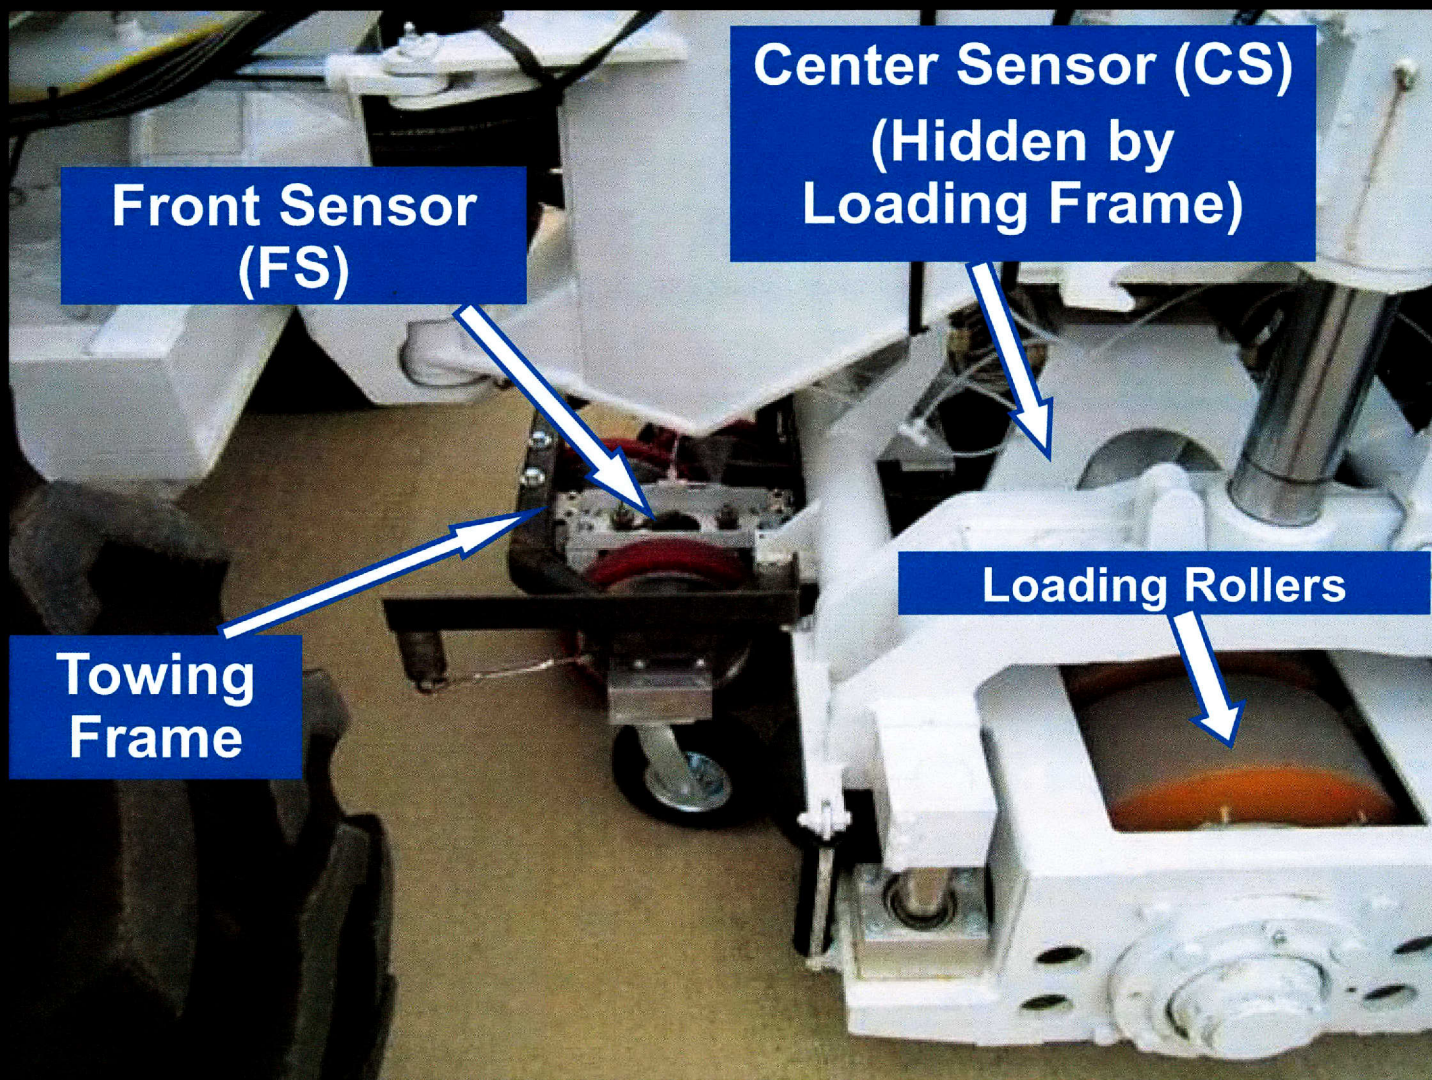 Center Sensor (CS)
(Hidden by
Loading Frame)
Front Sensor
(FS)
Loading Rollers
Towing
Frame